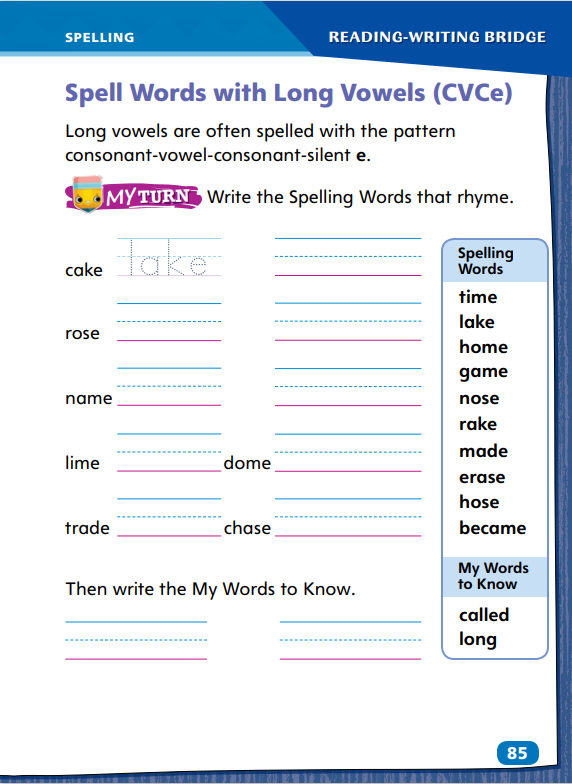 SPELLING
READING-WRITING BRIDGE
Spell Words with Long Vowels (CVCe)
Long vowels are often spelled with the pattern
consonant-vowel-consonant-silent e.
MY TURN Write the Spelling Words that rhyme.
cake lake
rose
name
lime dome
trade chase
Then write the My Words to Know.
Spelling
Words
time
lake
home
game
nose
rake
made
erase
hose
became
My Words
to Know
called
long
85